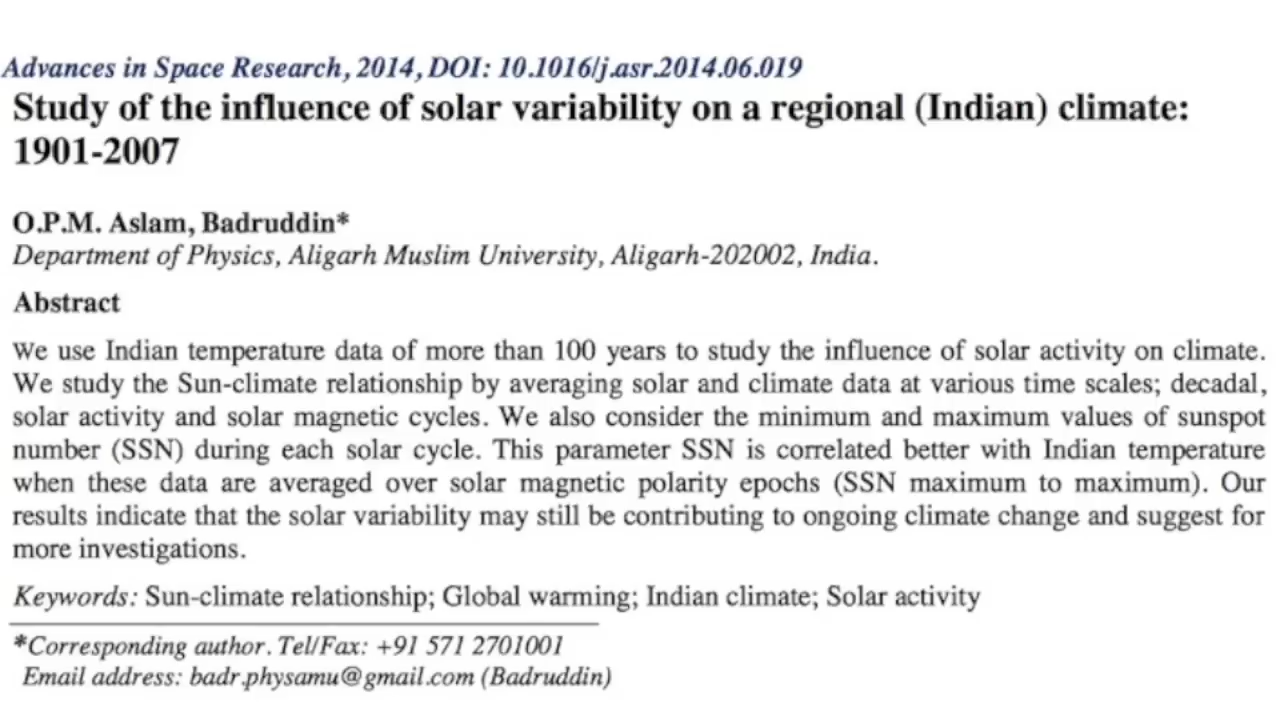 Advances in Space Research, 2014, DOI: 10.1016/j.asr.2014.06.019
Study of the influence of solar variability on a regional (Indian) climate:
1901-2007
O.P.M. Aslam, Badruddin*
Department of Physics, Aligarh Muslim University, Aligarh-202002, India.
Abstract
We use Indian temperature data of more than 100 years to study the influence of solar activity on climate.
We study the Sun-climate relationship by averaging solar and climate data at various time scales; decadal,
solar activity and solar magnetic cycles. We also consider the minimum and maximum values of sunspot
number (SSN) during each solar cycle. This parameter SSN is correlated better with Indian temperature
when these data are averaged over solar magnetic polarity epochs (SSN maximum to maximum). Our
results indicate that the solar variability may still be contributing to ongoing climate change and suggest for
more investigations.
Keywords: Sun-climate relationship; Global warming; Indian climate; Solar activity
*Corresponding author. Tel/Fax: +91 571 2701001
Email address: badr.physamu@gmail.com (Badruddin)